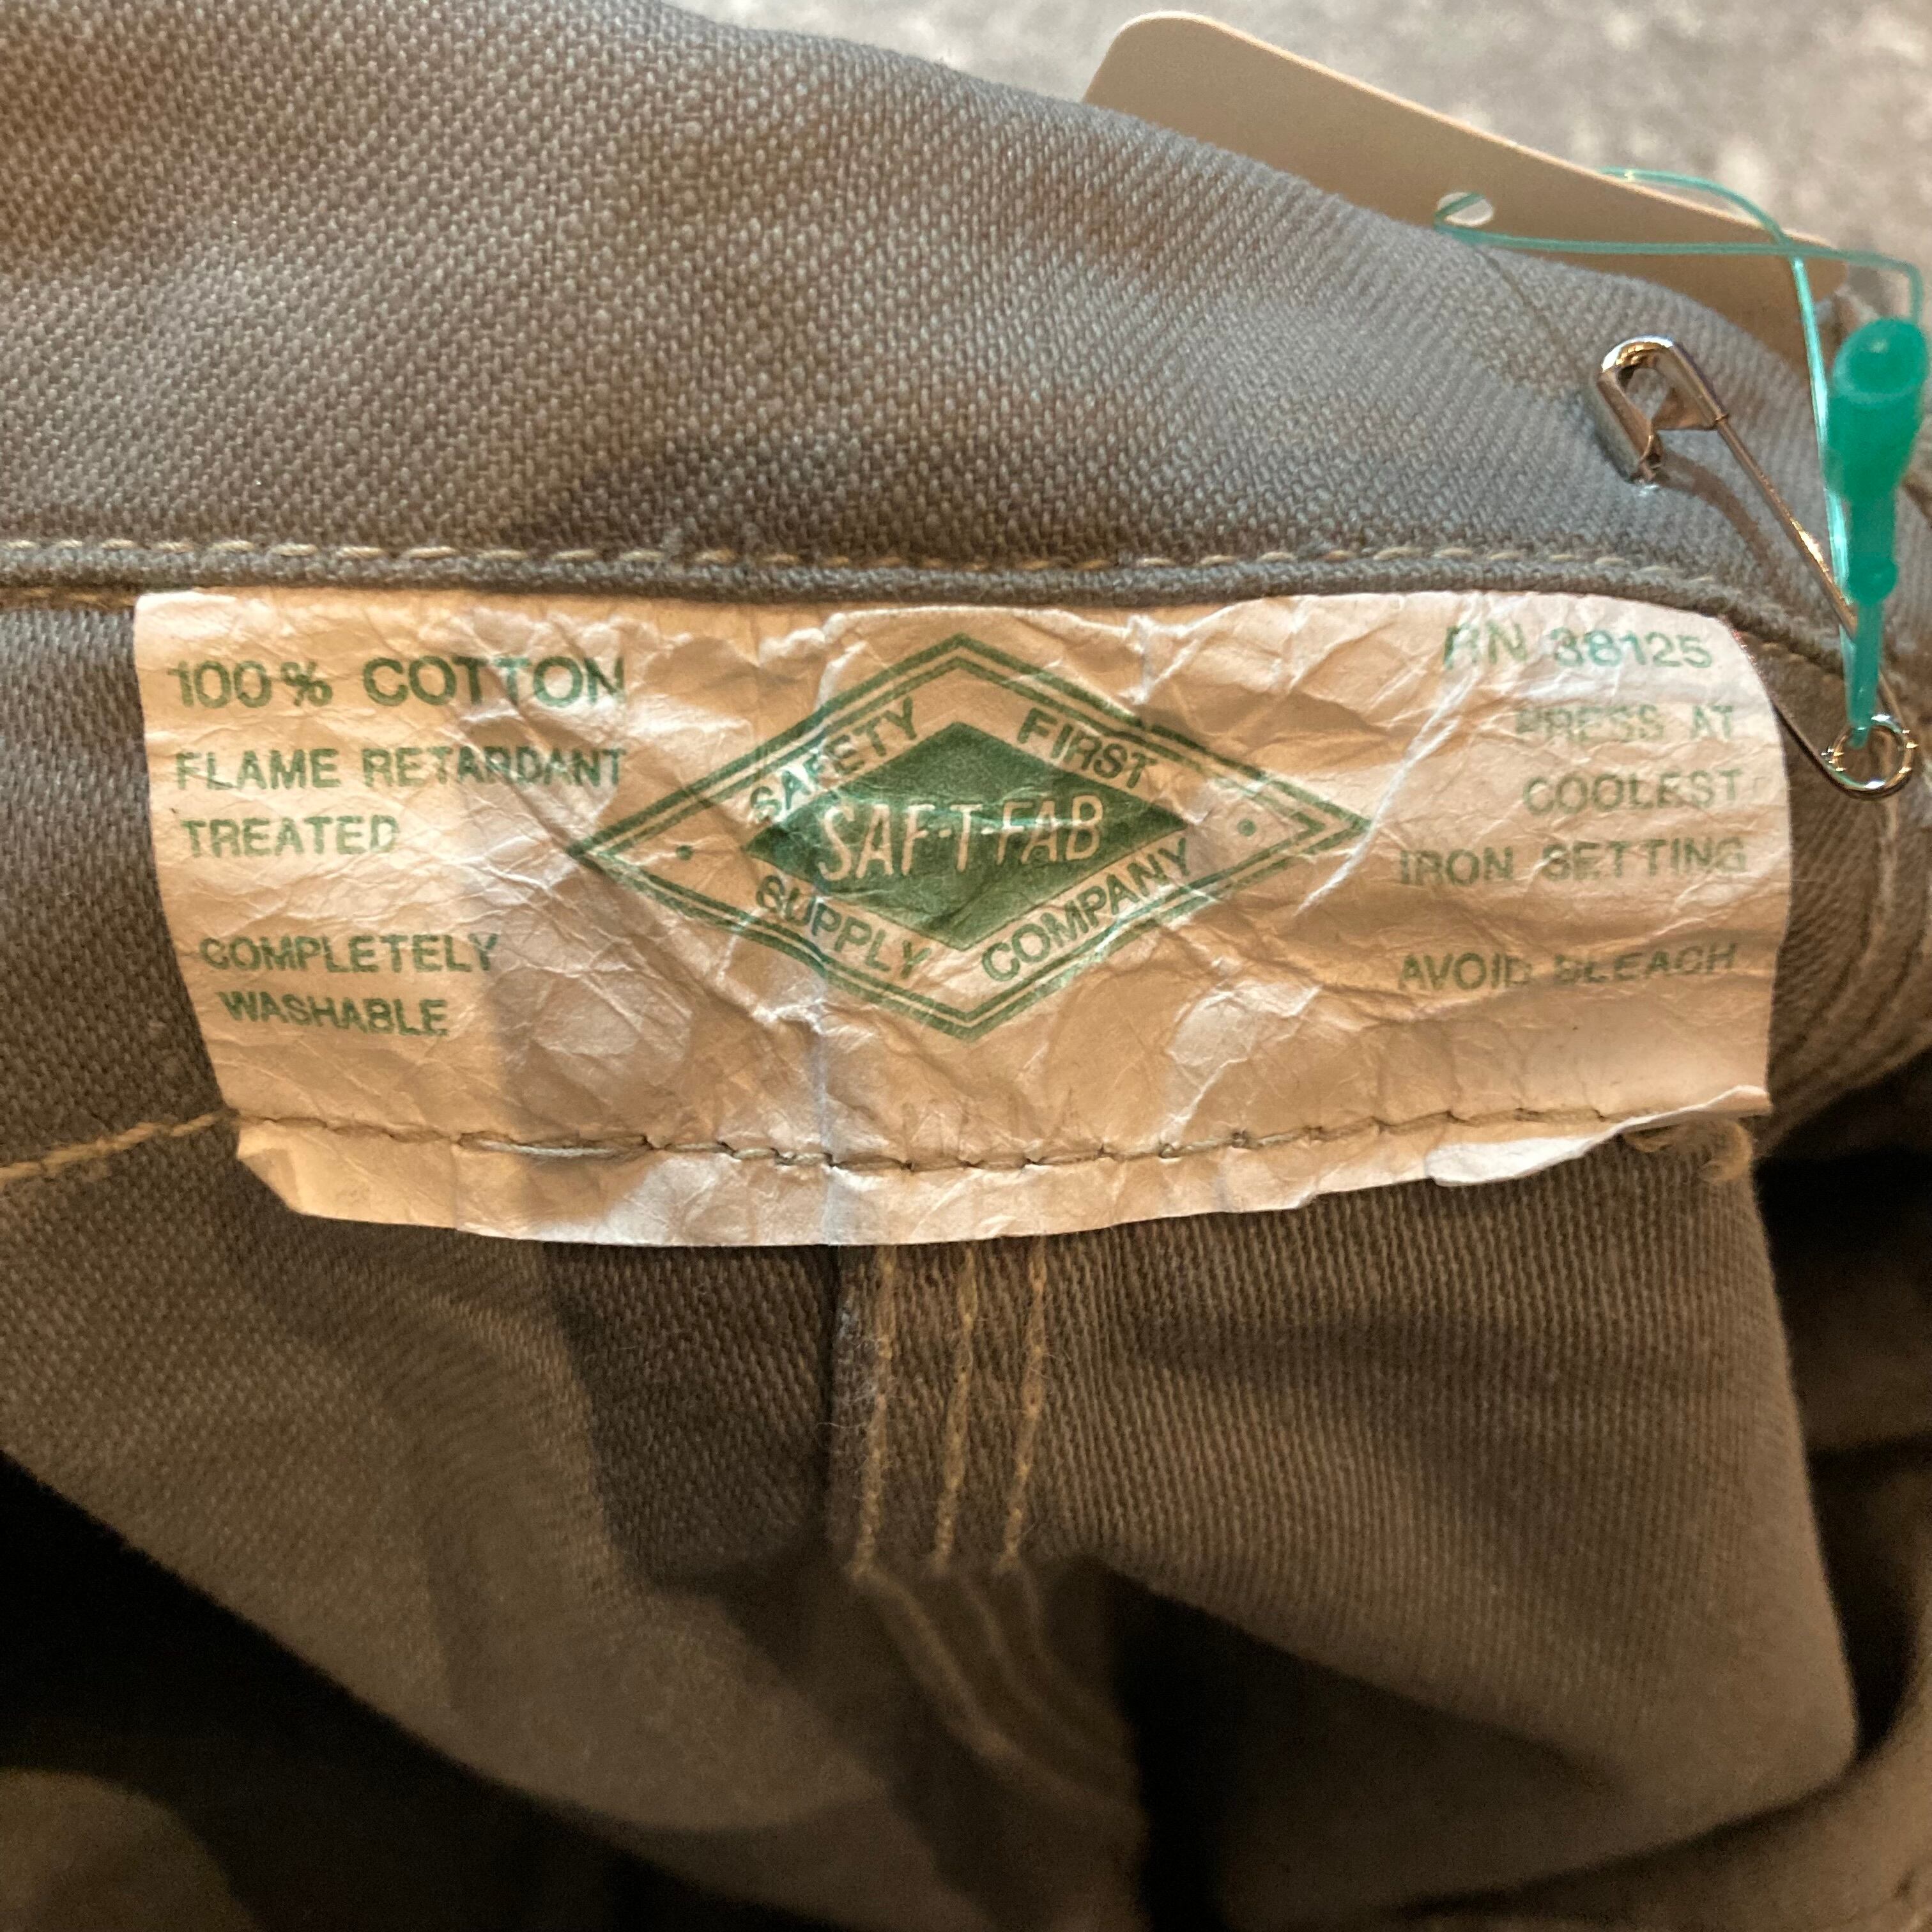 100% COTTON
FLAME RETARDANT
TREATED
COMPLETELY
WASHABLE
SAFETY FIRST
SAF·T·FAB
SUPPLY COMPANY
RN 38125
PRESS AT
COOLEST
IRON SETTING
AVOID BLEACH